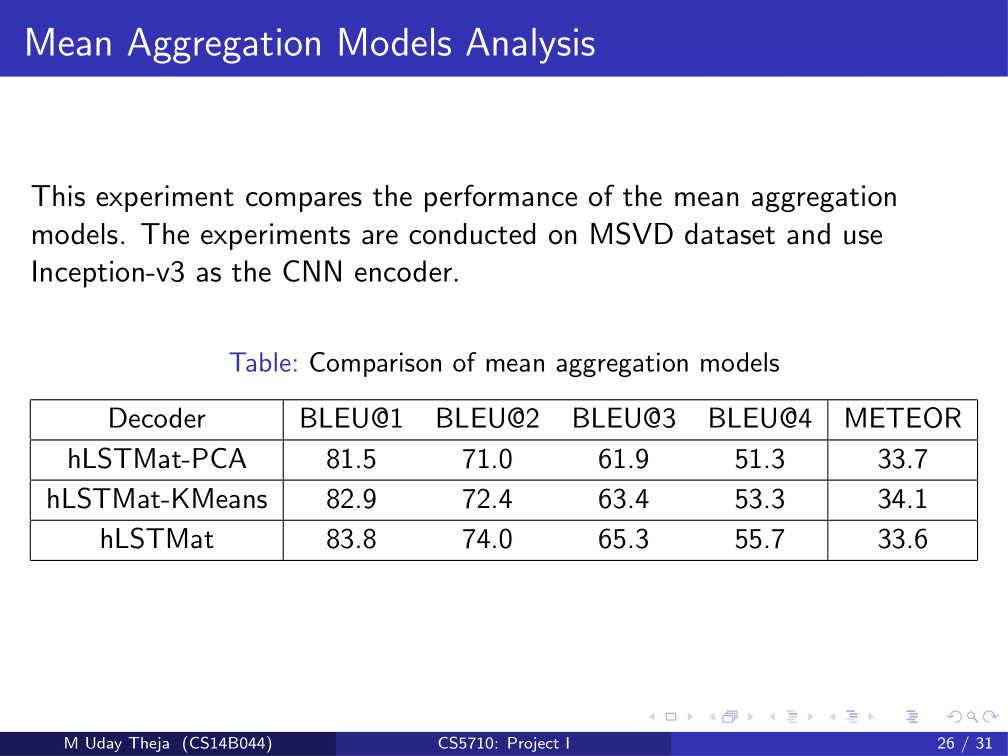 Mean Aggregation Models Analysis
This experiment compares the performance of the mean aggregation
models. The experiments are conducted on MSVD dataset and use
Inception-v3 as the CNN encoder.
Table: Comparison of mean aggregation models
Decoder BLEU@1 BLEU@2 BLEU@3 BLEU@4 METEOR
hLSTMat-PCA 81.5 71.0 61.9 51.3 33.7
hLSTMat-KMeans 82.9 72.4 63.4 53.3 34.1
hLSTMat 83.8 74.0 65.3 55.7 33.6
M Uday Theja (CS14B044) CS5710: Project I 26 / 31